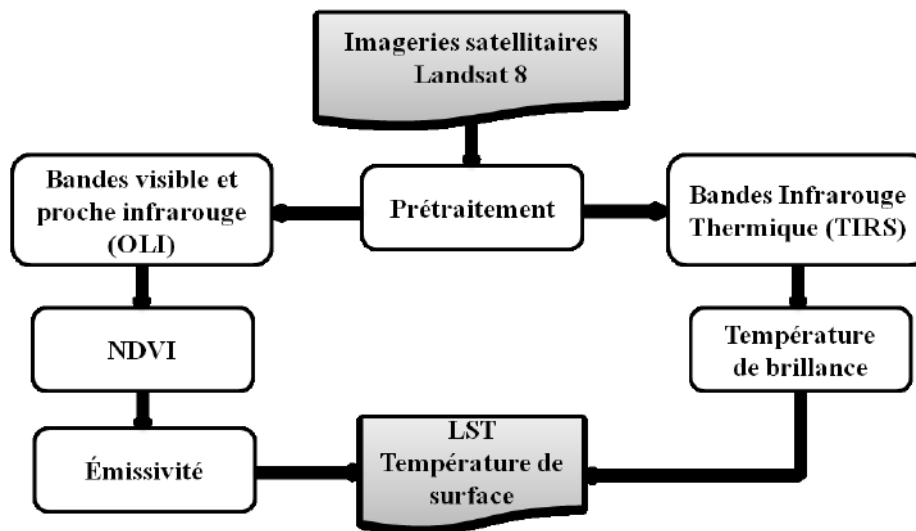 Imageries satellitaires
Landsat 8
Bandes visible et
proche infrarouge
(OLI)
Prétraitement
Bandes Infrarouge
Thermique (TIRS)
NDVI
Température
de brillance
Émissivité
LST
Température de
surface